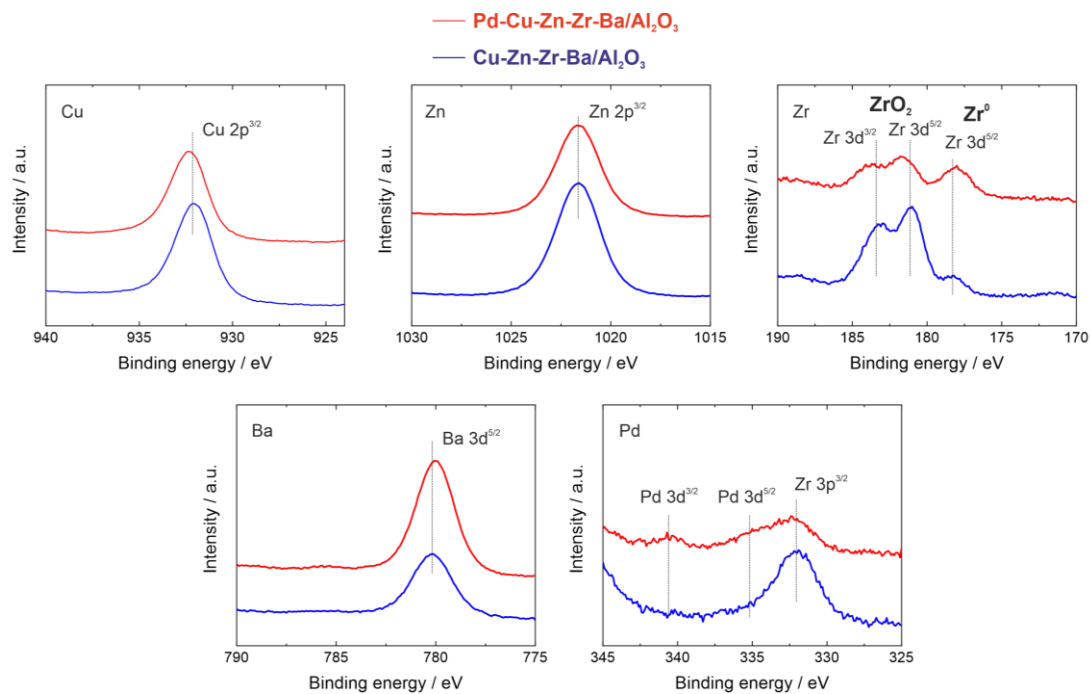 Pd-Cu-Zn-Zr-Ba/Al₂O₃
Cu-Zn-Zr-Ba/Al₂O₃
Cu
Cu 2p³/²
Intensity / a.u.
940 935 930 925
Binding energy / eV
Zn
Zn 2p³/²
Intensity / a.u.
1030 1025 1020 1015
Binding energy / eV
Zr
ZrO₂ Zr⁰
Zr 3d³/² Zr 3d⁵/² Zr 3d⁵/²
Intensity / a.u.
190 185 180 175 170
Binding energy / eV
Ba
Ba 3d⁵/²
Intensity / a.u.
790 785 780 775
Binding energy / eV
Pd
Pd 3d³/² Pd 3d⁵/² Zr 3p³/²
Intensity / a.u.
345 340 335 330 325
Binding energy / eV